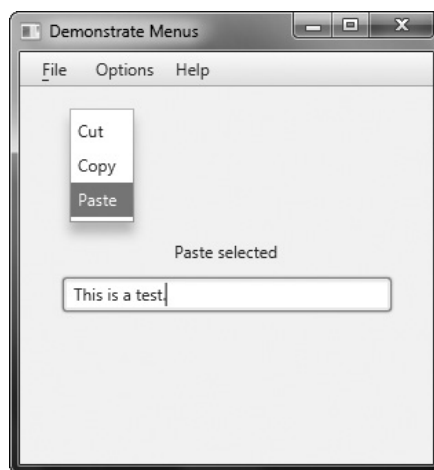 Demonstrate Menus
File Options Help
Cut
Copy
Paste
Paste selected
This is a test.